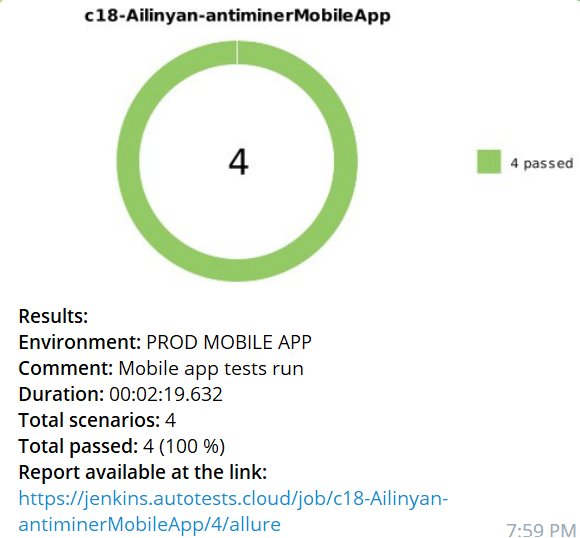 c18-Ailinyan-antiminerMobileApp
4
4 passed
Results:
Environment: PROD MOBILE APP
Comment: Mobile app tests run
Duration: 00:02:19.632
Total scenarios: 4
Total passed: 4 (100 %)
Report available at the link:
https://jenkins.autotests.cloud/job/c18-Ailinyan-
antiminerMobileApp/4/allure
7:59 PM